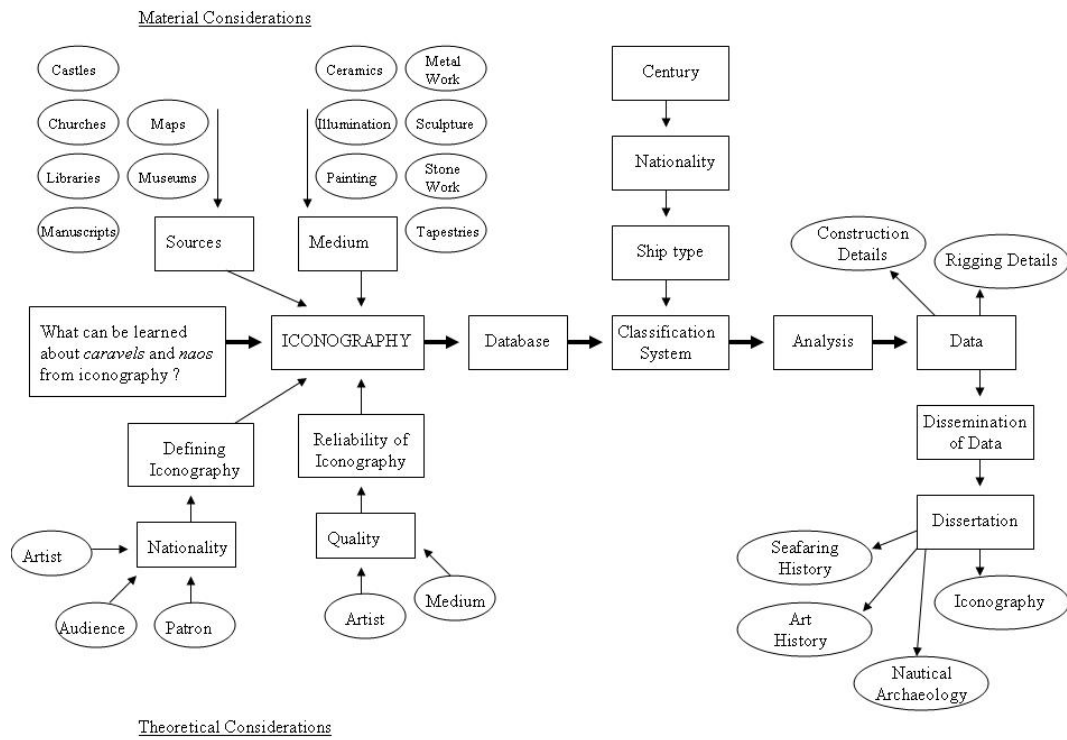 Material Considerations
Castles
Ceramics
Metal
Work
Century
Churches
Maps
Illumination
Sculpture
Libraries
Museums
Painting
Stone
Work
Nationality
Manuscripts
Sources
Medium
Tapestries
Ship type
Construction
Details
Rigging Details
What can be learned
about caravels and naos
from iconography ?
ICONOGRAPHY
Database
Classification
System
Analysis
Data
Defining
Iconography
Reliability of
Iconography
Dissemination
of Data
Artist
Nationality
Quality
Dissertation
Audience
Patron
Artist
Medium
Seafaring
History
Iconography
Art
History
Nautical
Archaeology
Theoretical Considerations